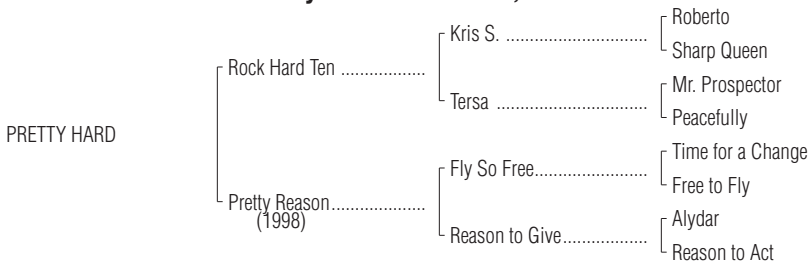 Roberto
Kris S. ..............................
Sharp Queen
Rock Hard Ten ..................
Mr. Prospector
Tersa ................................
Peacefully
PRETTY HARD
Time for a Change
Fly So Free........................
Free to Fly
Pretty Reason....................
(1998)
Alydar
Reason to Give..................
Reason to Act